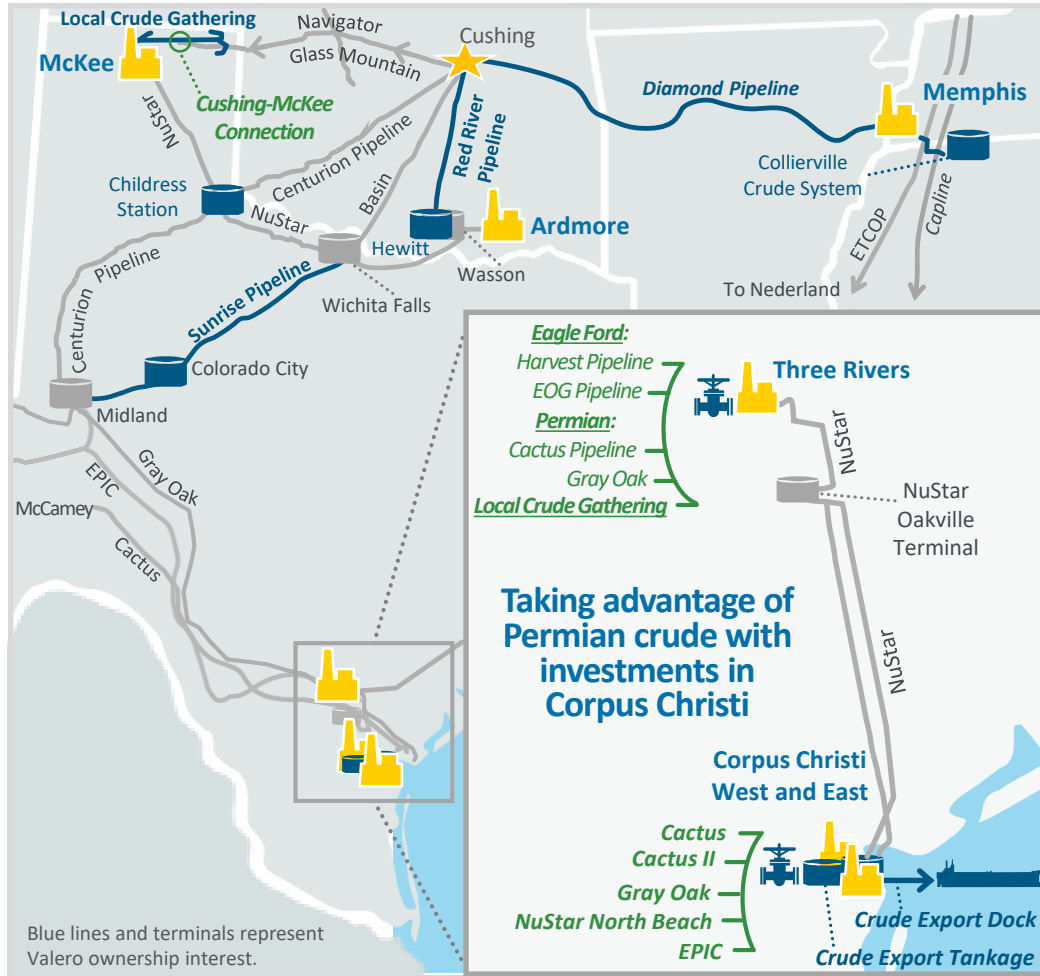 Local Crude Gathering
Navigator
Cushing
McKee
Glass Mountain
Cushing-McKee
Connection
Diamond Pipeline
Memphis
NuStar
Centurion Pipeline
Red River
Pipeline
Collierville
Crude System
Childress
Station
Basin
NuStar
Hewitt
Ardmore
ETCOP
Capline
Wasson
Centurion Pipeline
Sunrise Pipeline
Wichita Falls
To Nederland
Colorado City
Midland
Gray Oak
EPIC
McCamey
Cactus
Eagle Ford:
Harvest Pipeline
EOG Pipeline
Permian:
Cactus Pipeline
Gray Oak
Local Crude Gathering
Three Rivers
NuStar
NuStar
Oakville
Terminal
Taking advantage of
Permian crude with
investments in
Corpus Christi
NuStar
Corpus Christi
West and East
Cactus
Cactus II
Gray Oak
NuStar North Beach
EPIC
Crude Export Dock
Crude Export Tankage
Blue lines and terminals represent
Valero ownership interest.